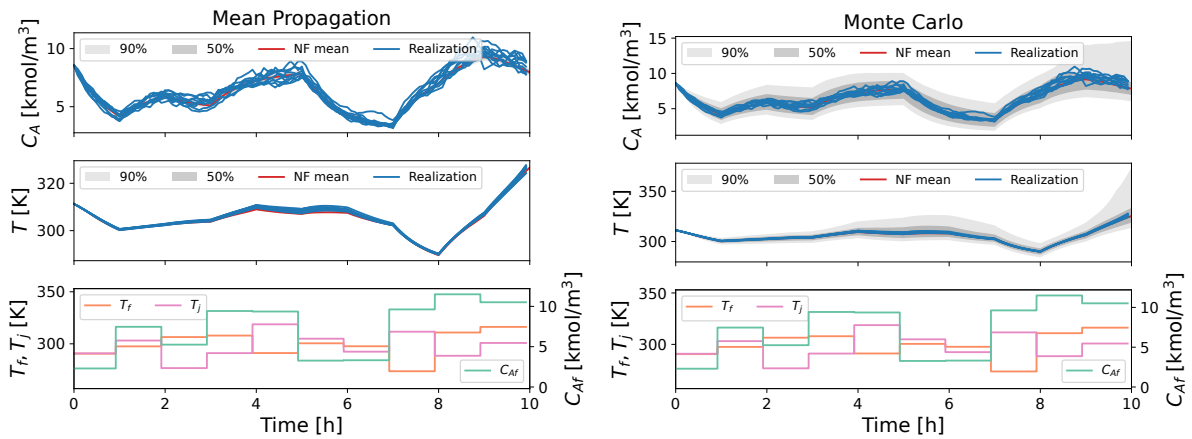 Mean Propagation
90% 50% NF mean Realization
10
5
C_A [kmol/m³]
90% 50% NF mean Realization
320
300
T [K]
350
300
T_f, T_j [K]
T_f T_j
C_Af
10
5
0
C_Af [kmol/m³]
0 2 4 6 8 10
Time [h]
Monte Carlo
90% 50% NF mean Realization
15
10
5
C_A [kmol/m³]
90% 50% NF mean Realization
350
300
T [K]
350
300
T_f, T_j [K]
T_f T_j
C_Af
10
5
0
C_Af [kmol/m³]
0 2 4 6 8 10
Time [h]